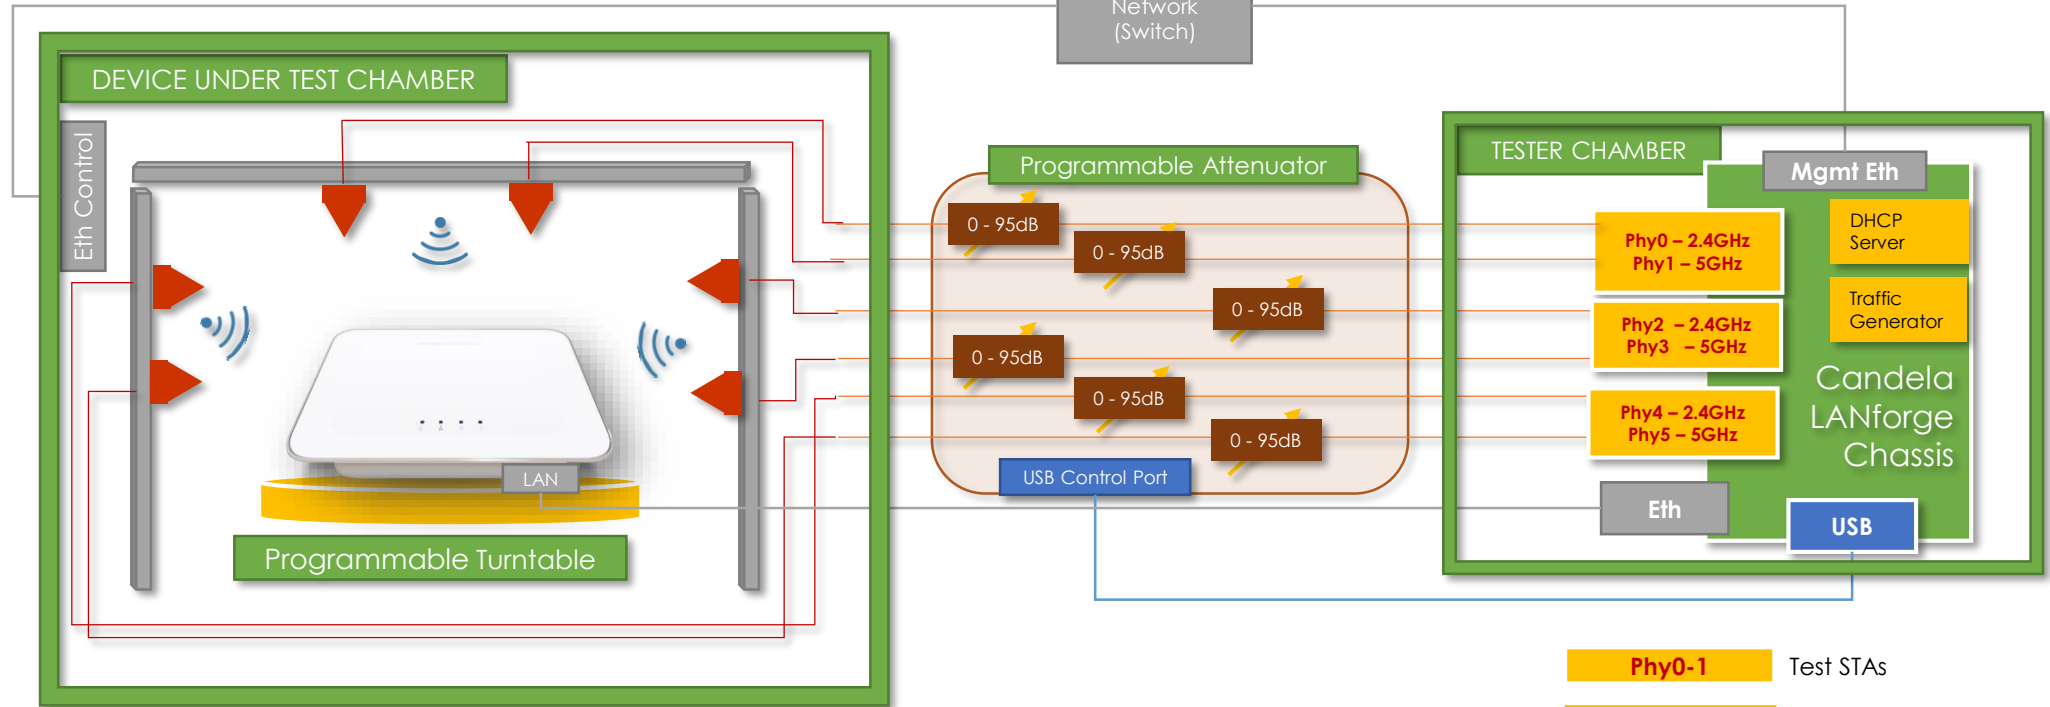 Network
(Switch)
DEVICE UNDER TEST CHAMBER
Eth Control
LAN
Programmable Turntable
Programmable Attenuator
0 - 95dB
0 - 95dB
0 - 95dB
0 - 95dB
0 - 95dB
0 - 95dB
USB Control Port
TESTER CHAMBER
Mgmt Eth
Phy0 – 2.4GHz
Phy1 – 5GHz
Phy2 – 2.4GHz
Phy3 – 5GHz
Phy4 – 2.4GHz
Phy5 – 5GHz
DHCP
Server
Traffic
Generator
Candela
LANforge
Chassis
Eth
USB
Phy0-1
Test STAs